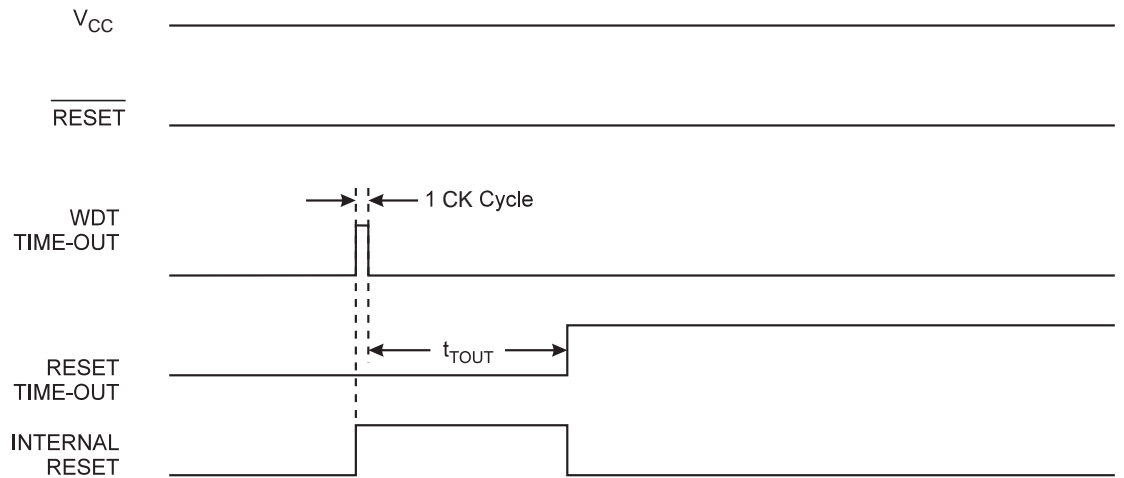 VCC
RESET
1 CK Cycle
WDT
TIME-OUT
tTOUT
RESET
TIME-OUT
INTERNAL
RESET